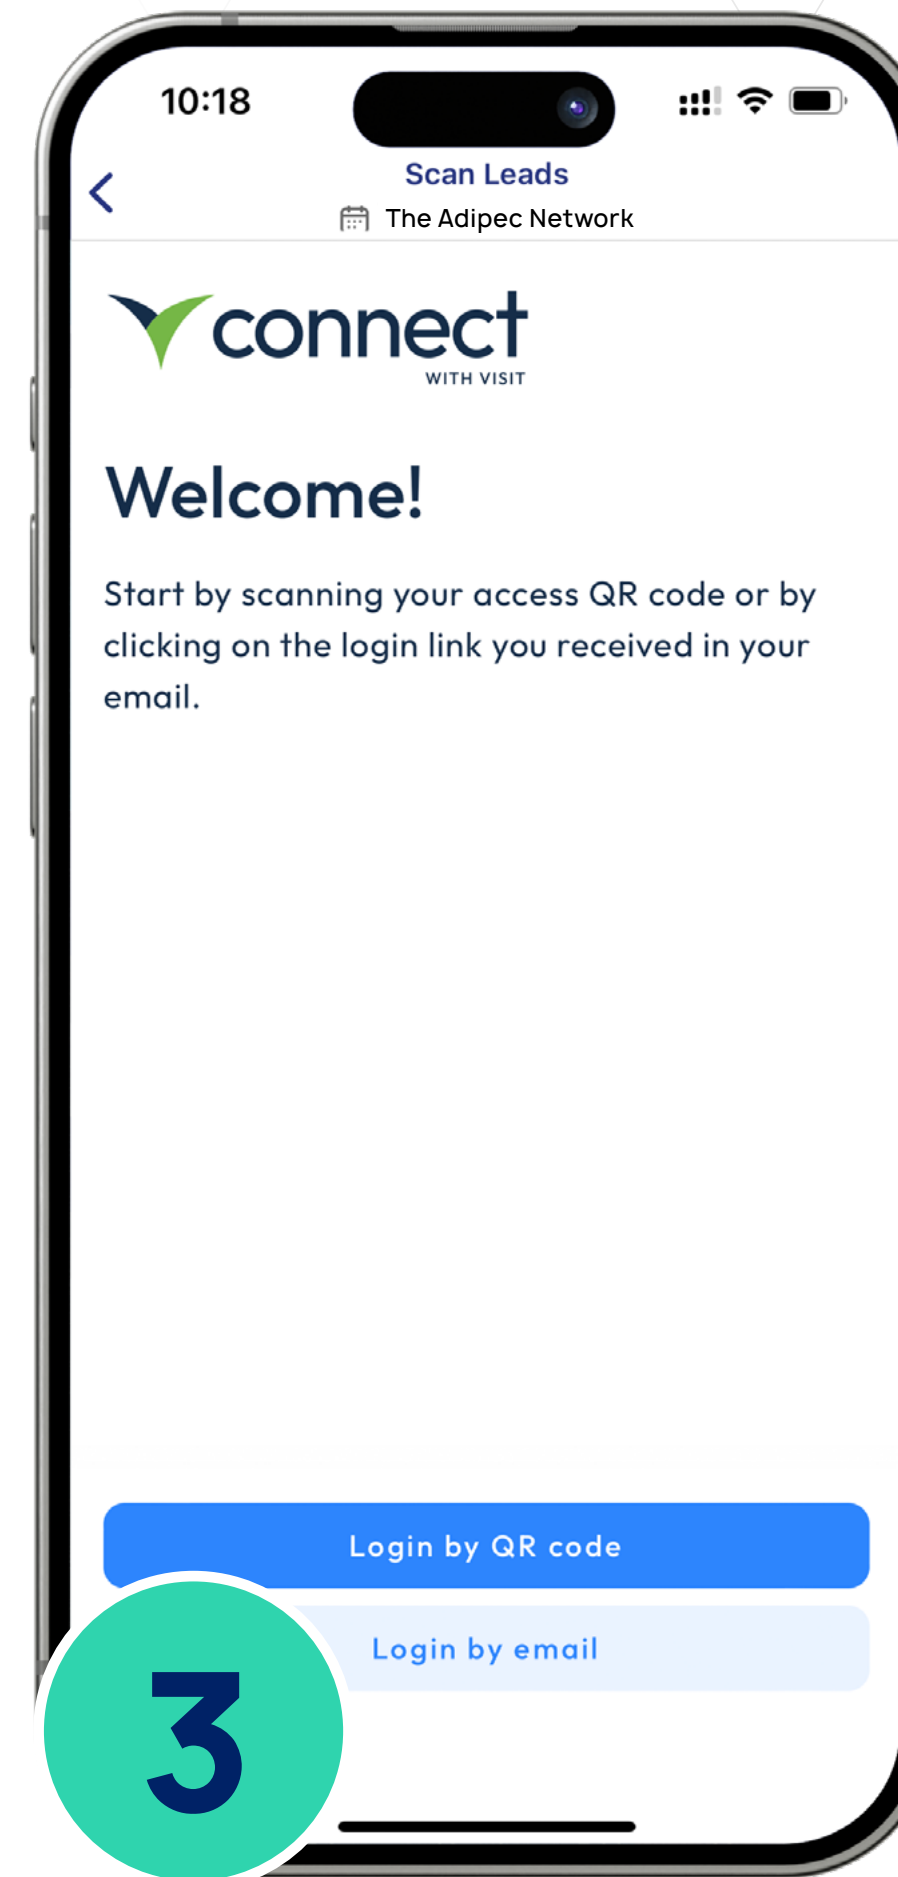 10:18
Scan Leads
The Adipec Network
connect
WITH VISIT
Welcome!
Start by scanning your access QR code or by
clicking on the login link you received in your
email.
Login by QR code
Login by email
3